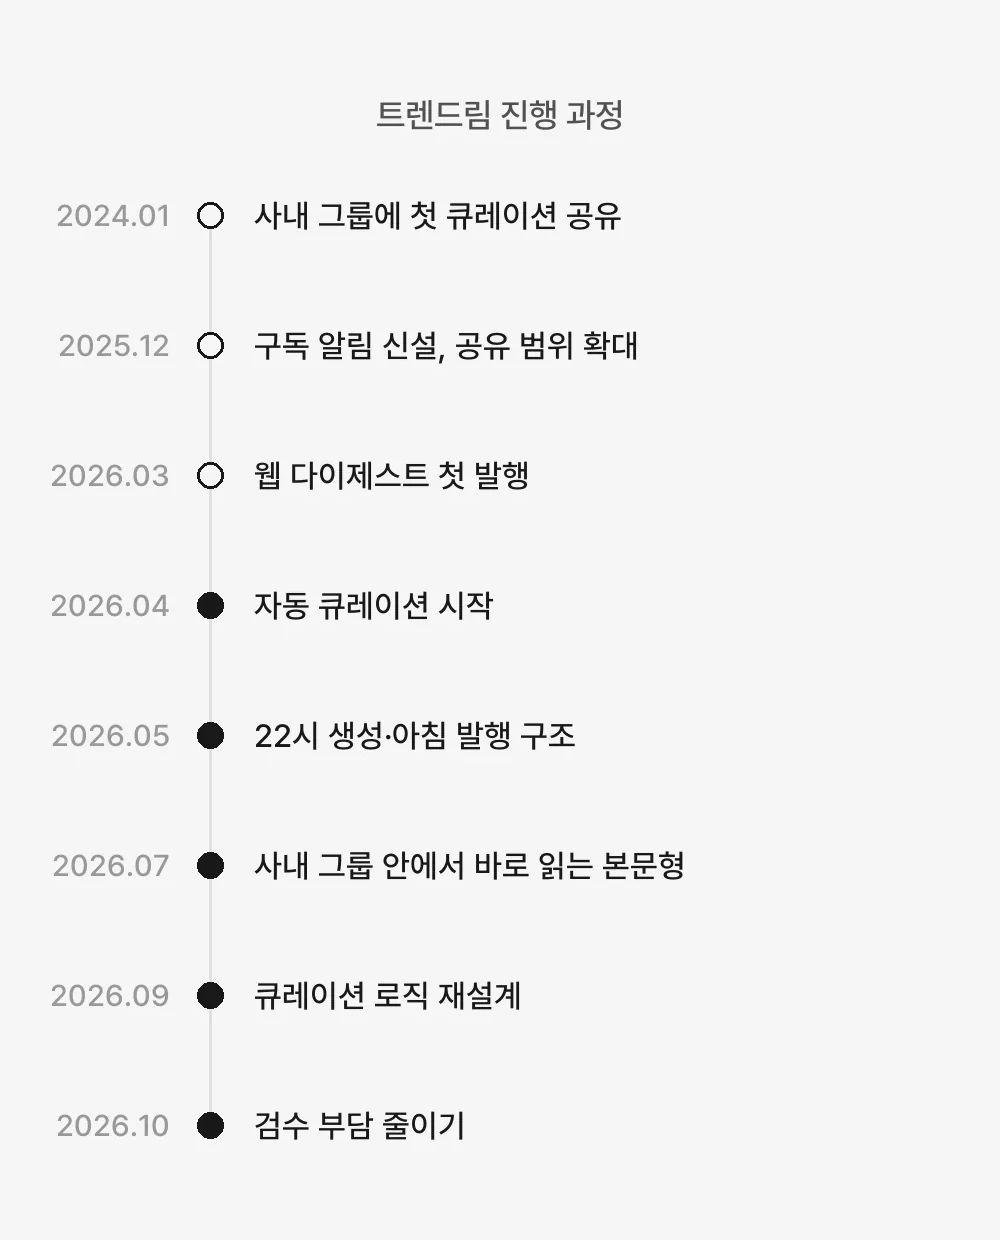 트렌드림 진행 과정
2024.01 사내 그룹에 첫 큐레이션 공유
2025.12 구독 알림 신설, 공유 범위 확대
2026.03 웹 다이제스트 첫 발행
2026.04 자동 큐레이션 시작
2026.05 22시 생성·아침 발행 구조
2026.07 사내 그룹 안에서 바로 읽는 본문형
2026.09 큐레이션 로직 재설계
2026.10 검수 부담 줄이기